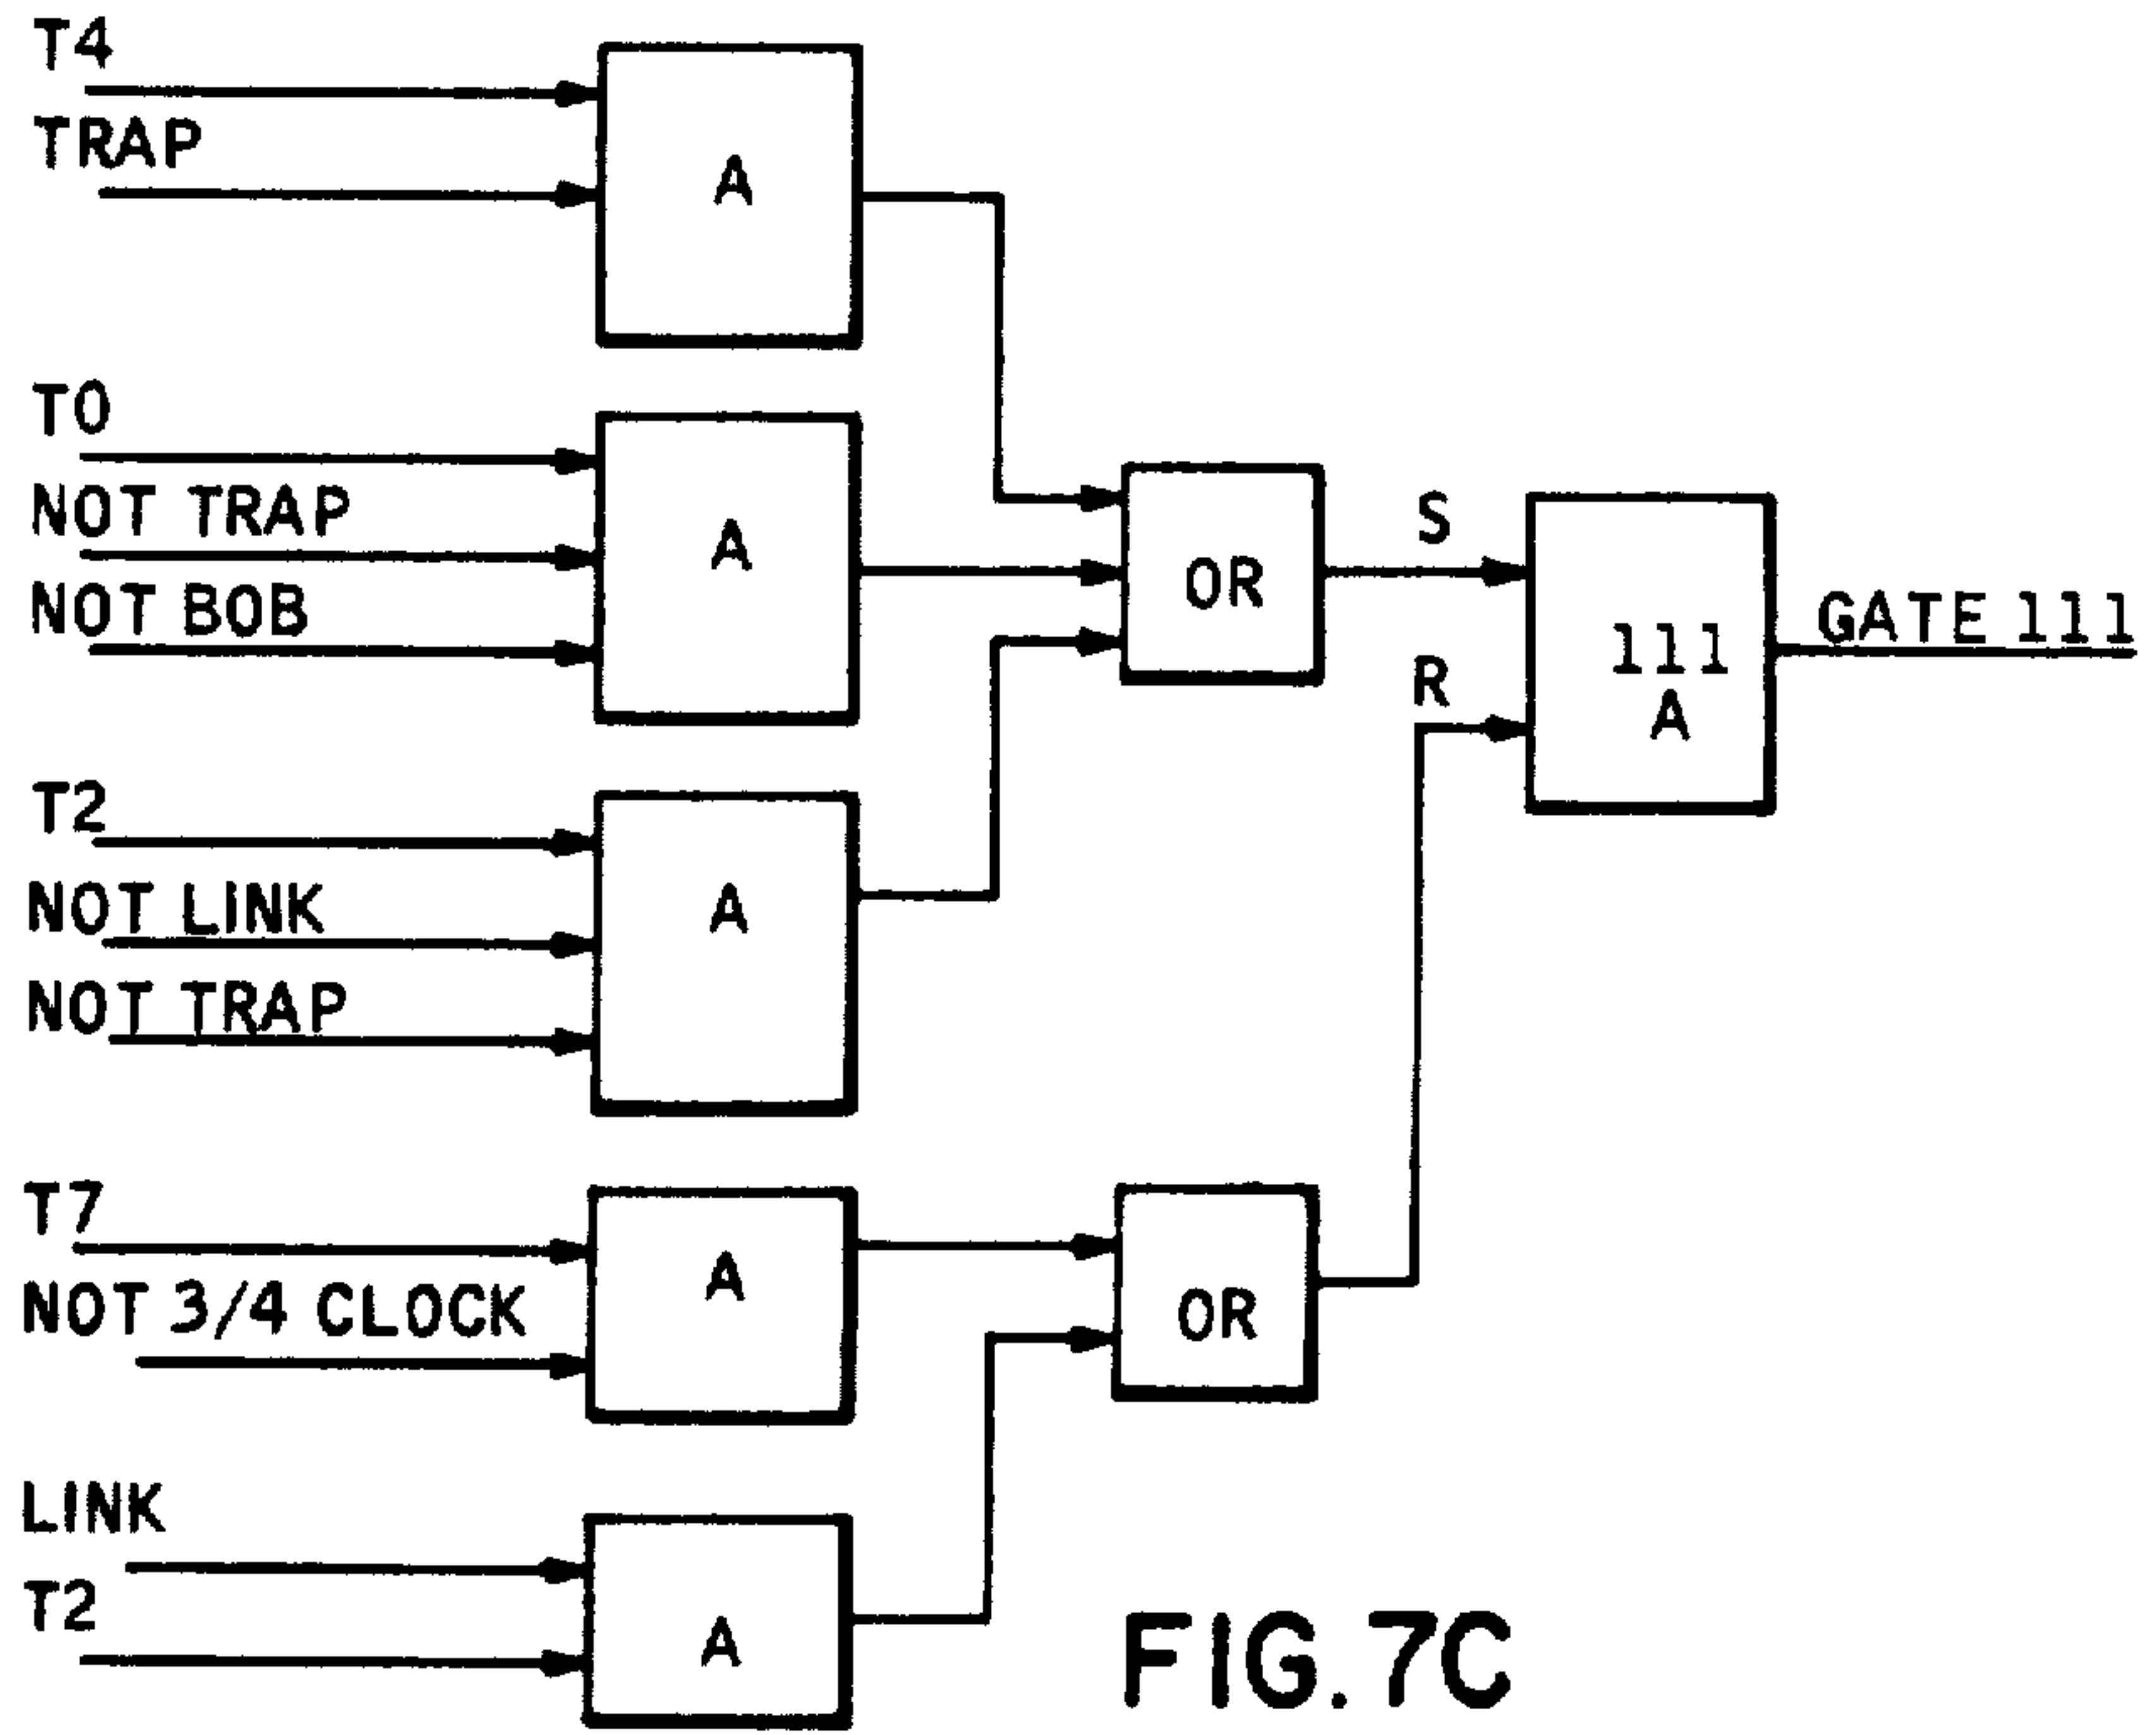 T4
TRAP
A
T0
NOT TRAP
NOT BOB
A
OR
S
R
111
A
GATE 111
T2
NOT LINK
NOT TRAP
A
T7
NOT 3/4 CLOCK
A
OR
LINK
T2
A
FIG.7C